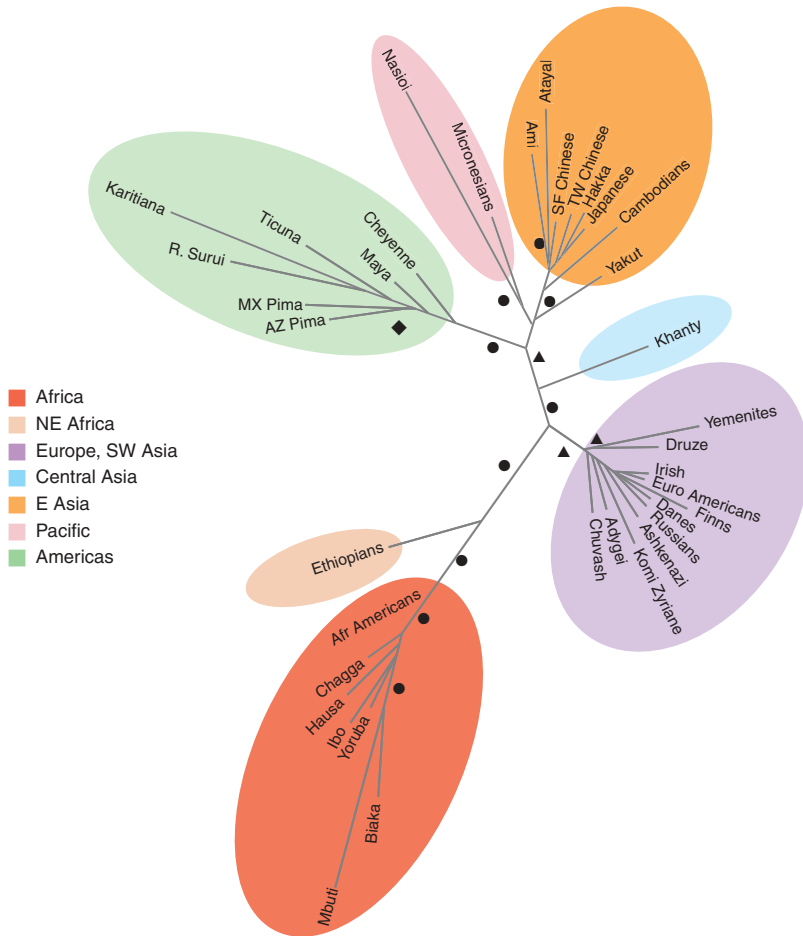 Nasioi
Micronesians
Atayal
Ami
SF Chinese
TW Chinese
Hakka
Japanese
Cambodians
Yakut
Karitiana
R. Surui
Ticuna
Maya
Cheyenne
MX Pima
AZ Pima
Khanty
Africa
NE Africa
Europe, SW Asia
Central Asia
E Asia
Pacific
Americas
Yemenites
Druze
Irish
Euro Americans
Finns
Danes
Russians
Ashkenazi
Komi Zyriane
Adygei
Chuvash
Ethiopians
Afr Americans
Chagga
Hausa
Ibo
Yoruba
Biaka
Mbuti